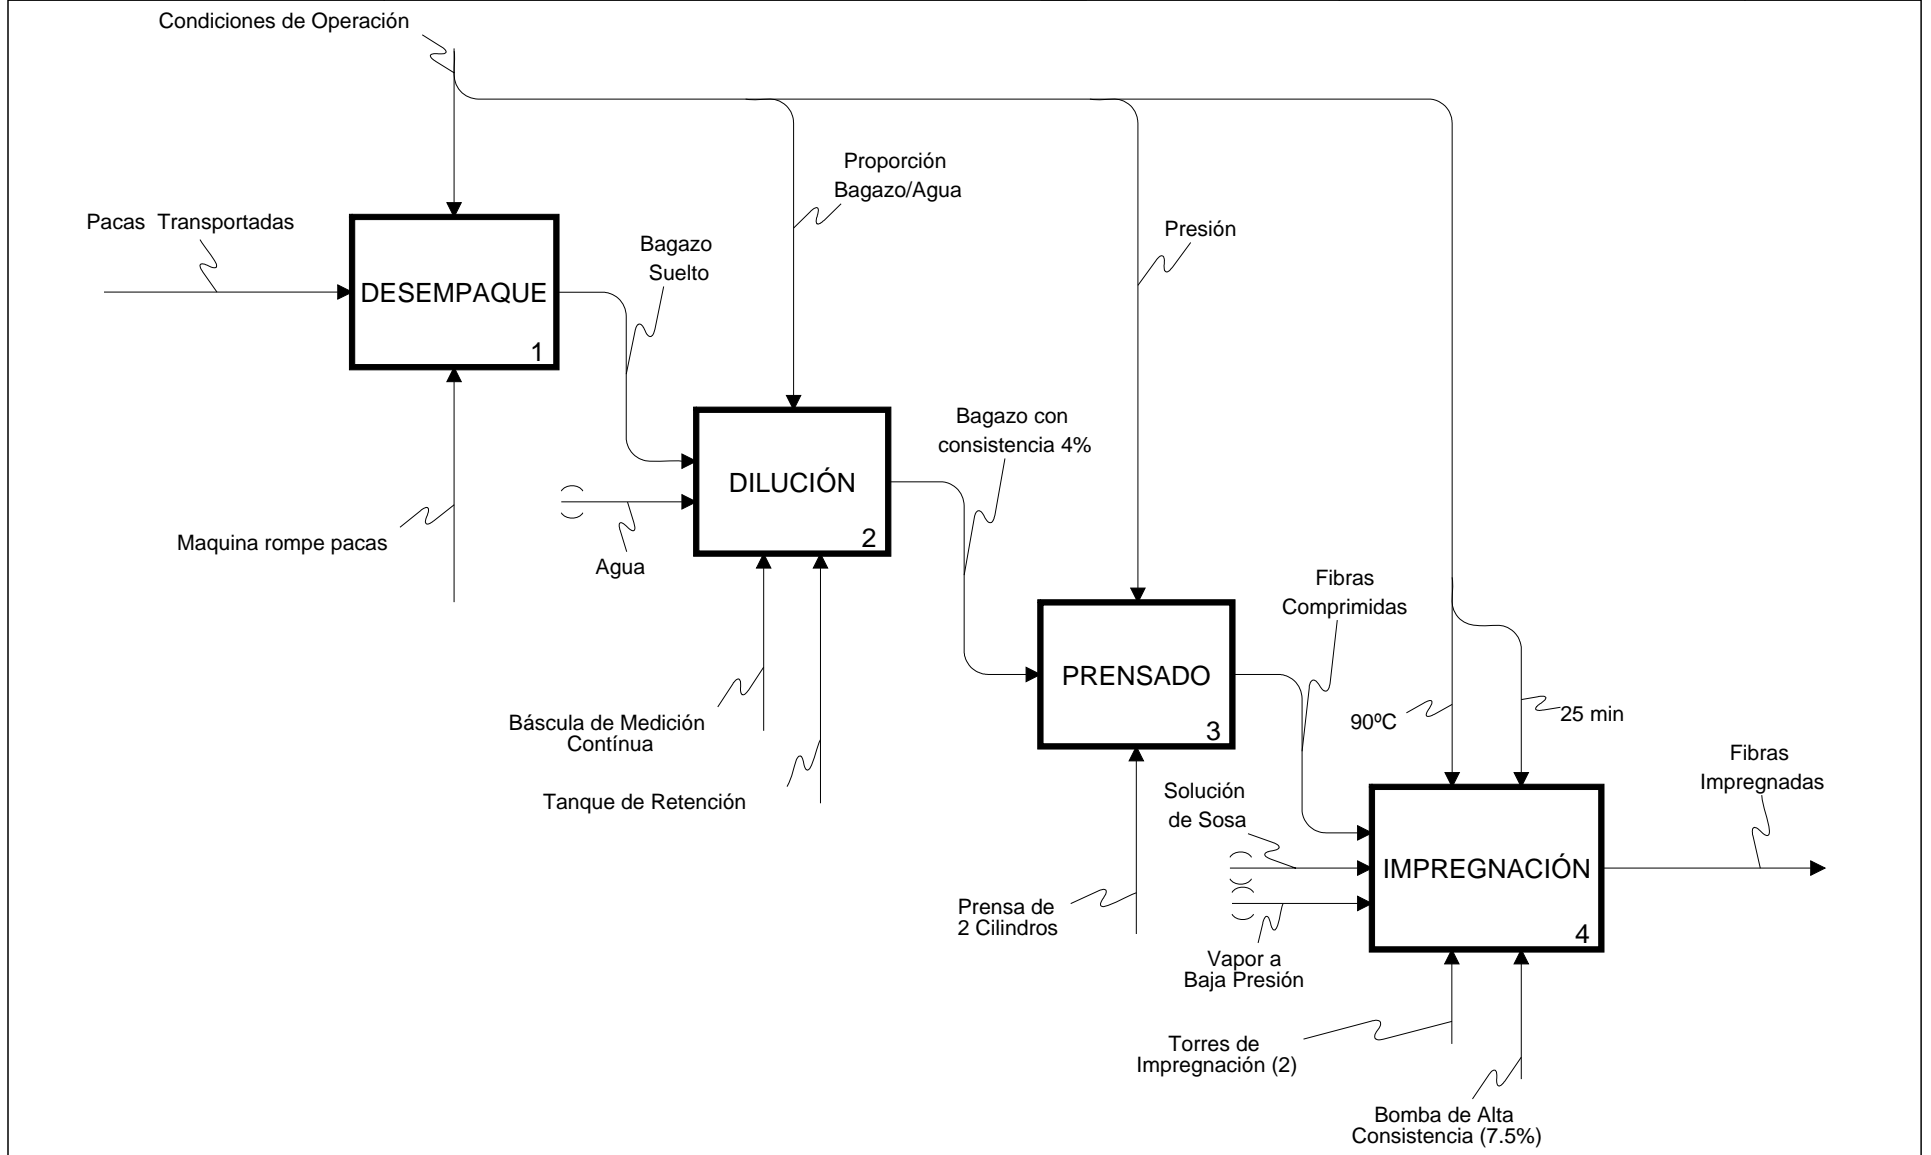 Condiciones de Operación
Proporción
Bagazo/Agua
Pacas Transportadas
Presión
Bagazo
Suelto
DESEMPAQUE
1
Bagazo con
consistencia 4%
DILUCIÓN
2
Maquina rompe pacas
Agua
Fibras
Comprimidas
PRENSADO
3
Báscula de Medición
Contínua
90ºC
25 min
Tanque de Retención
Fibras
Impregnadas
Solución
de Sosa
IMPREGNACIÓN
4
Prensa de
2 Cilindros
Vapor a
Baja Presión
Torres de
Impregnación (2)
Bomba de Alta
Consistencia (7.5%)